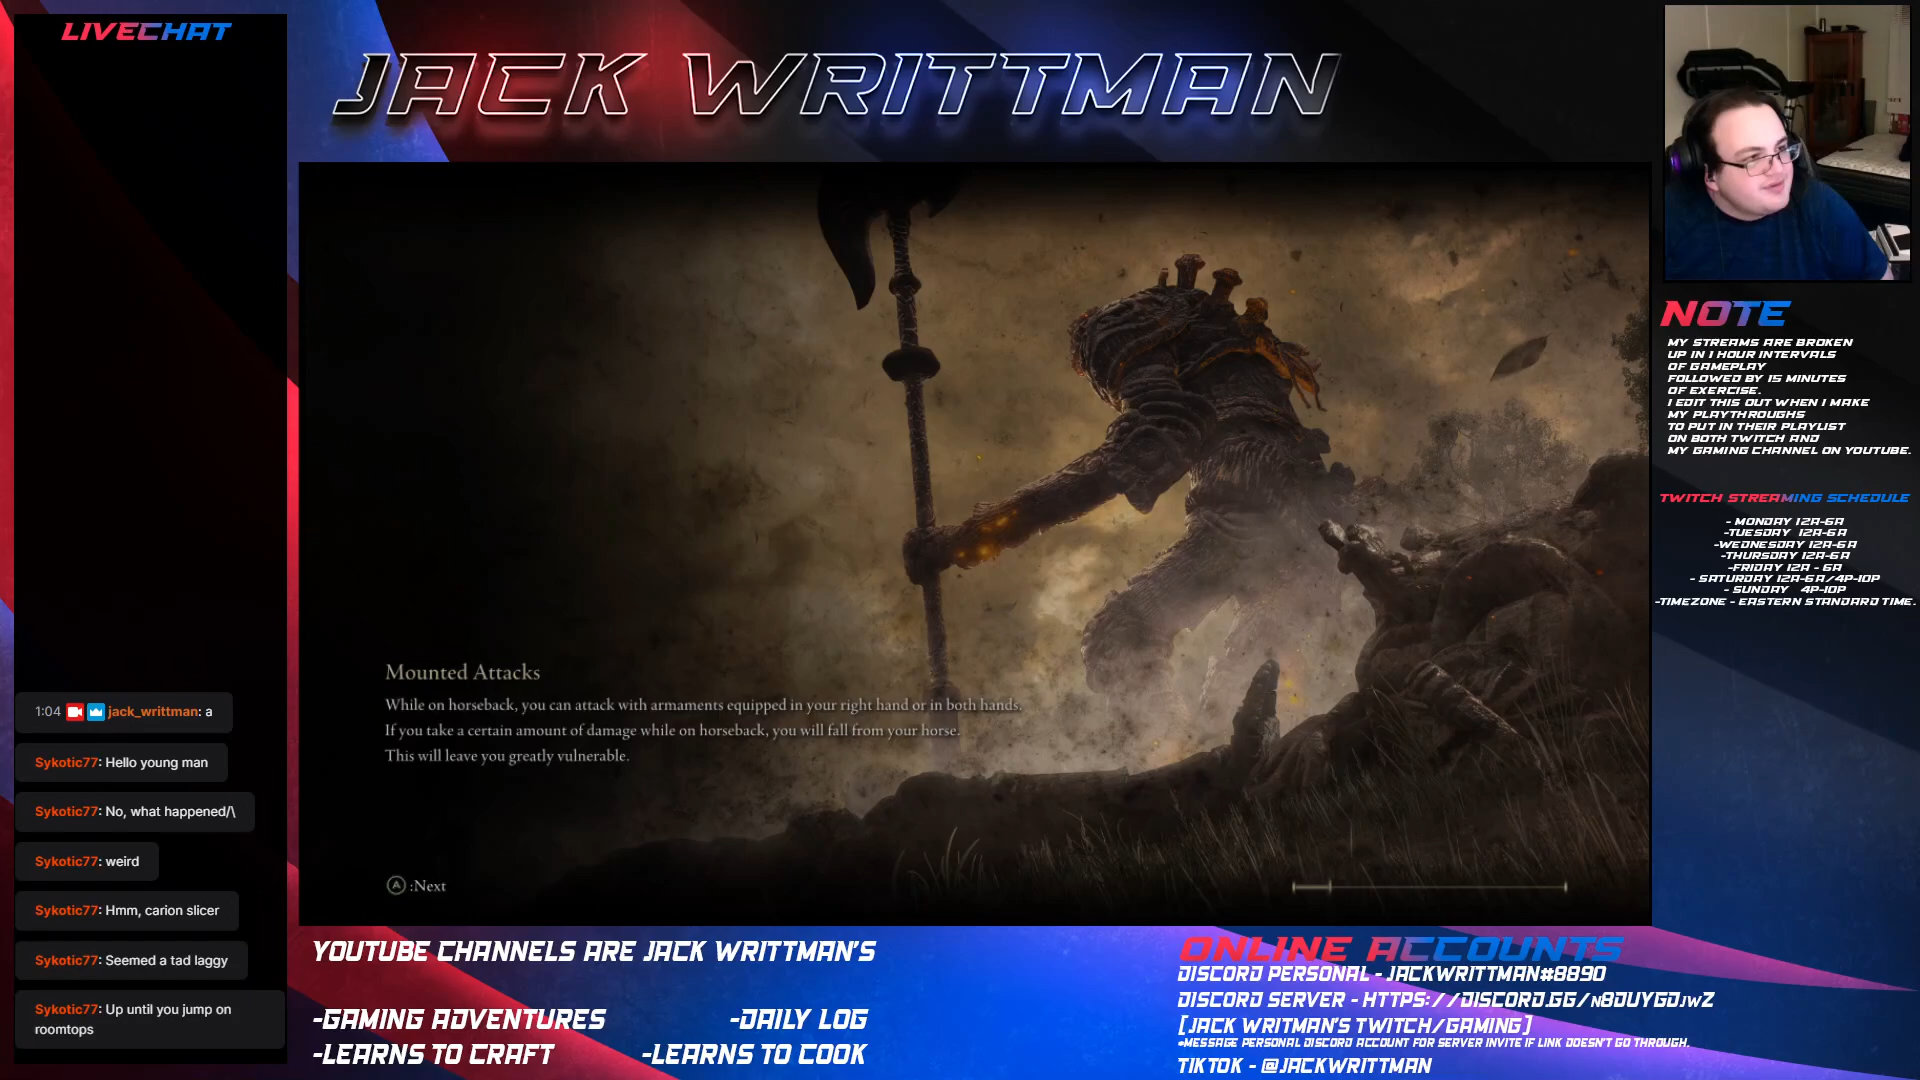 LIVECHAT
JACK WRITTMAN
1:04 jack_writtman: a
Sykotic77: Hello young man
Sykotic77: No, what happened/\
Sykotic77: weird
Sykotic77: Hmm, carion slicer
Sykotic77: Seemed a tad laggy
Sykotic77: Up until you jump on
roomtops
Mounted Attacks
While on horseback, you can attack with armaments equipped in your right hand or in both hands.
If you take a certain amount of damage while on horseback, you will fall from your horse.
This will leave you greatly vulnerable.
A :Next
NOTE
MY STREAMS ARE BROKEN
UP IN 1 HOUR INTERVALS
OF GAMEPLAY
FOLLOWED BY 15 MINUTES
OF EXERCISE.
I EDIT THIS OUT WHEN I MAKE
MY PLAYTHROUGHS
TO PUT IN THEIR PLAYLIST
ON BOTH TWITCH AND
MY GAMING CHANNEL ON YOUTUBE.
TWITCH STREAMING SCHEDULE
- MONDAY 12A-6A
-TUESDAY 12A-6A
-WEDNESDAY 12A-6A
-THURSDAY 12A-6A
-FRIDAY 12A - 6A
- SATURDAY 12A-6A/4P-10P
- SUNDAY 4P-10P
-TIMEZONE - EASTERN STANDARD TIME.
YOUTUBE CHANNELS ARE JACK WRITTMAN'S
-GAMING ADVENTURES -DAILY LOG
-LEARNS TO CRAFT -LEARNS TO COOK
ONLINE ACCOUNTS
DISCORD PERSONAL - JACKWRITTMAN#8890
DISCORD SERVER - HTTPS://DISCORD.GG/N8DUYGDJWZ
[JACK WRITMAN'S TWITCH/GAMING]
*MESSAGE PERSONAL DISCORD ACCOUNT FOR SERVER INVITE IF LINK DOESN'T GO THROUGH.
TIKTOK - @JACKWRITTMAN